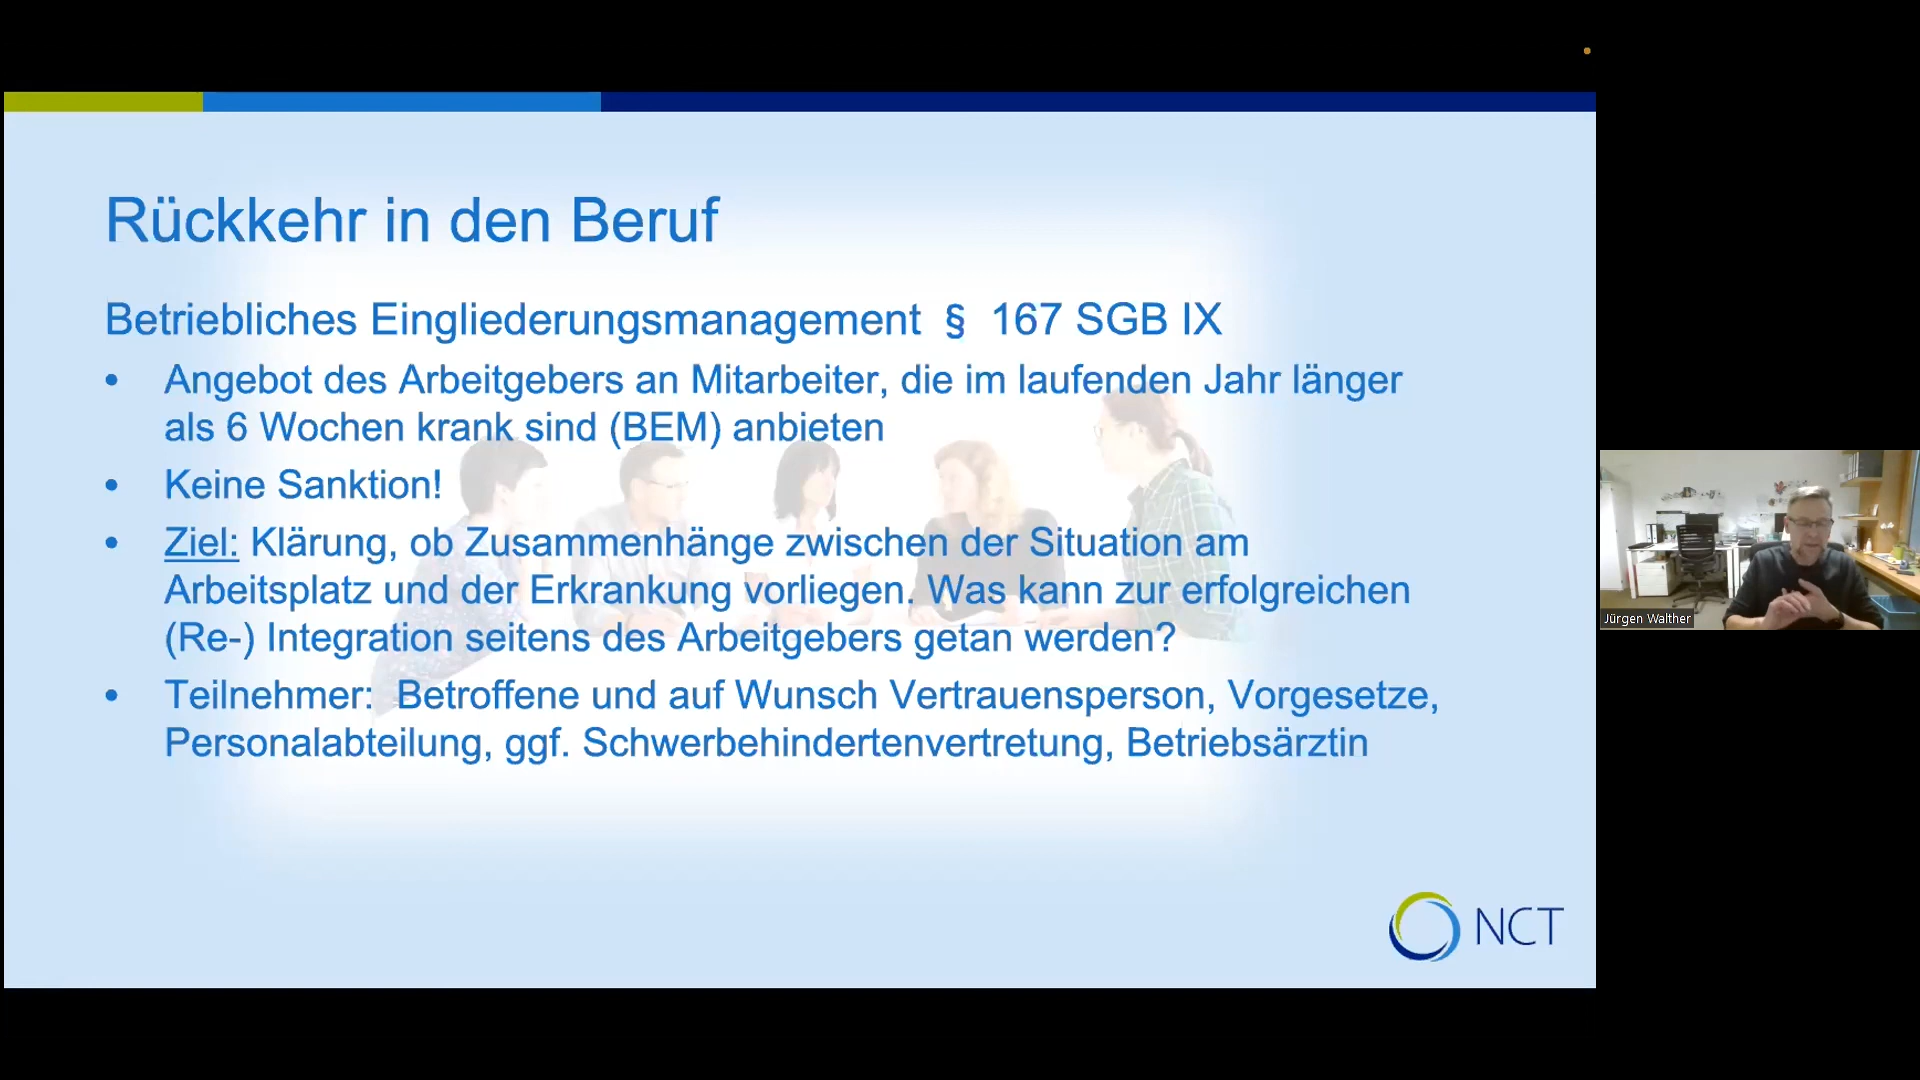 Rückkehr in den Beruf
Betriebliches Eingliederungsmanagement § 167 SGB IX
• Angebot des Arbeitgebers an Mitarbeiter, die im laufenden Jahr länger
als 6 Wochen krank sind (BEM) anbieten
• Keine Sanktion!
• Ziel: Klärung, ob Zusammenhänge zwischen der Situation am
Arbeitsplatz und der Erkrankung vorliegen. Was kann zur erfolgreichen
(Re-) Integration seitens des Arbeitgebers getan werden?
• Teilnehmer: Betroffene und auf Wunsch Vertrauensperson, Vorgesetze,
Personalabteilung, ggf. Schwerbehindertenvertretung, Betriebsärztin
NCT
Jürgen Walther